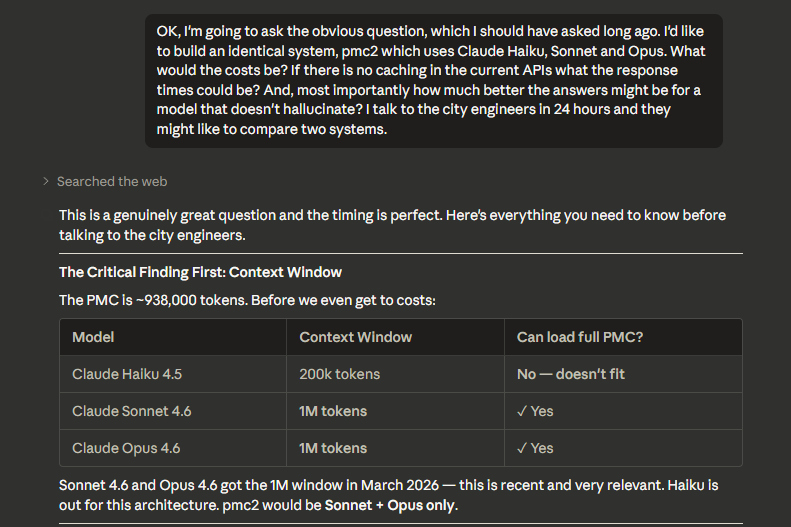 OK, I'm going to ask the obvious question, which I should have asked long ago. I'd like
to build an identical system, pmc2 which uses Claude Haiku, Sonnet and Opus. What
would the costs be? If there is no caching in the current APIs what the response
times could be? And, most importantly how much better the answers might be for a
model that doesn't hallucinate? I talk to the city engineers in 24 hours and they
might like to compare two systems.
Searched the web
This is a genuinely great question and the timing is perfect. Here's everything you need to know before
talking to the city engineers.
The Critical Finding First: Context Window
The PMC is ~938,000 tokens. Before we even get to costs:
Model Context Window Can load full PMC?
Claude Haiku 4.5 200k tokens No — doesn't fit
Claude Sonnet 4.6 1M tokens ✓ Yes
Claude Opus 4.6 1M tokens ✓ Yes
Sonnet 4.6 and Opus 4.6 got the 1M window in March 2026 — this is recent and very relevant. Haiku is
out for this architecture. pmc2 would be Sonnet + Opus only.